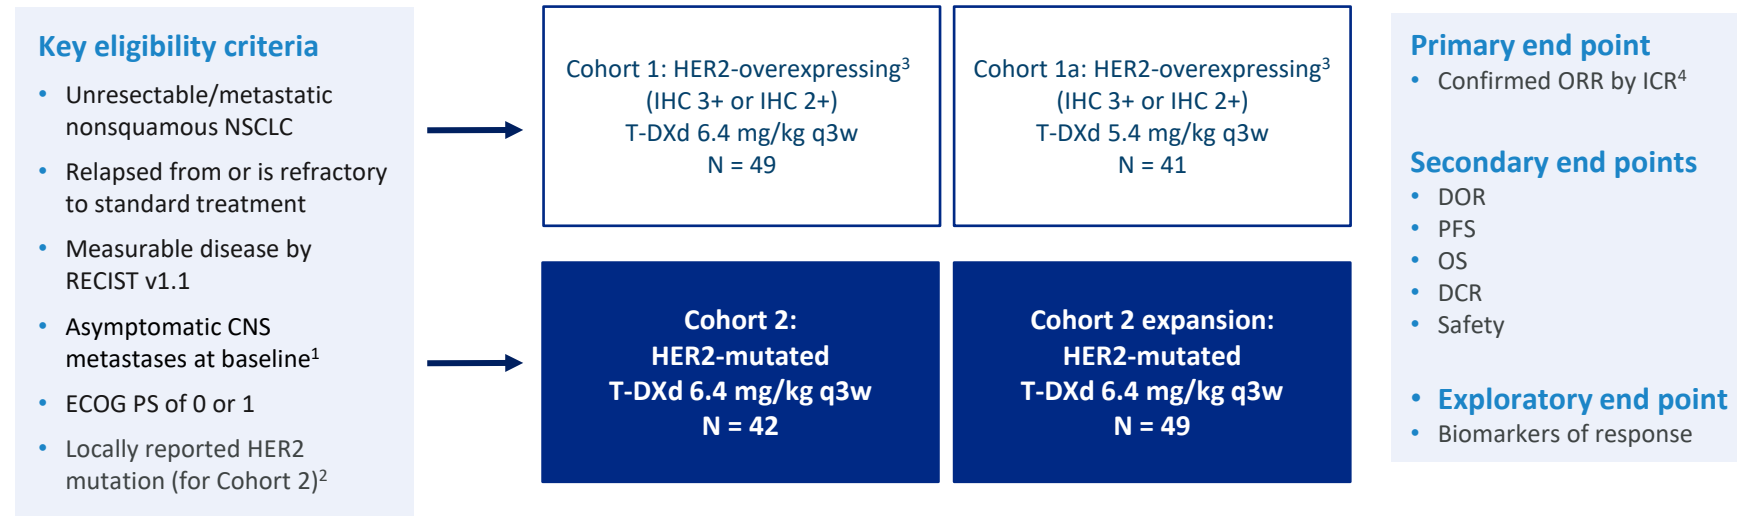 Key eligibility criteria
• Unresectable/metastatic
nonsquamous NSCLC
• Relapsed from or is refractory
to standard treatment
• Measurable disease by
RECIST v1.1
• Asymptomatic CNS
metastases at baseline¹
• ECOG PS of 0 or 1
• Locally reported HER2
mutation (for Cohort 2)²
Cohort 1: HER2-overexpressing³
(IHC 3+ or IHC 2+)
T-DXd 6.4 mg/kg q3w
N = 49
Cohort 1a: HER2-overexpressing³
(IHC 3+ or IHC 2+)
T-DXd 5.4 mg/kg q3w
N = 41
Cohort 2:
HER2-mutated
T-DXd 6.4 mg/kg q3w
N = 42
Cohort 2 expansion:
HER2-mutated
T-DXd 6.4 mg/kg q3w
N = 49
Primary end point
• Confirmed ORR by ICR⁴
Secondary end points
• DOR
• PFS
• OS
• DCR
• Safety
• Exploratory end point
• Biomarkers of response